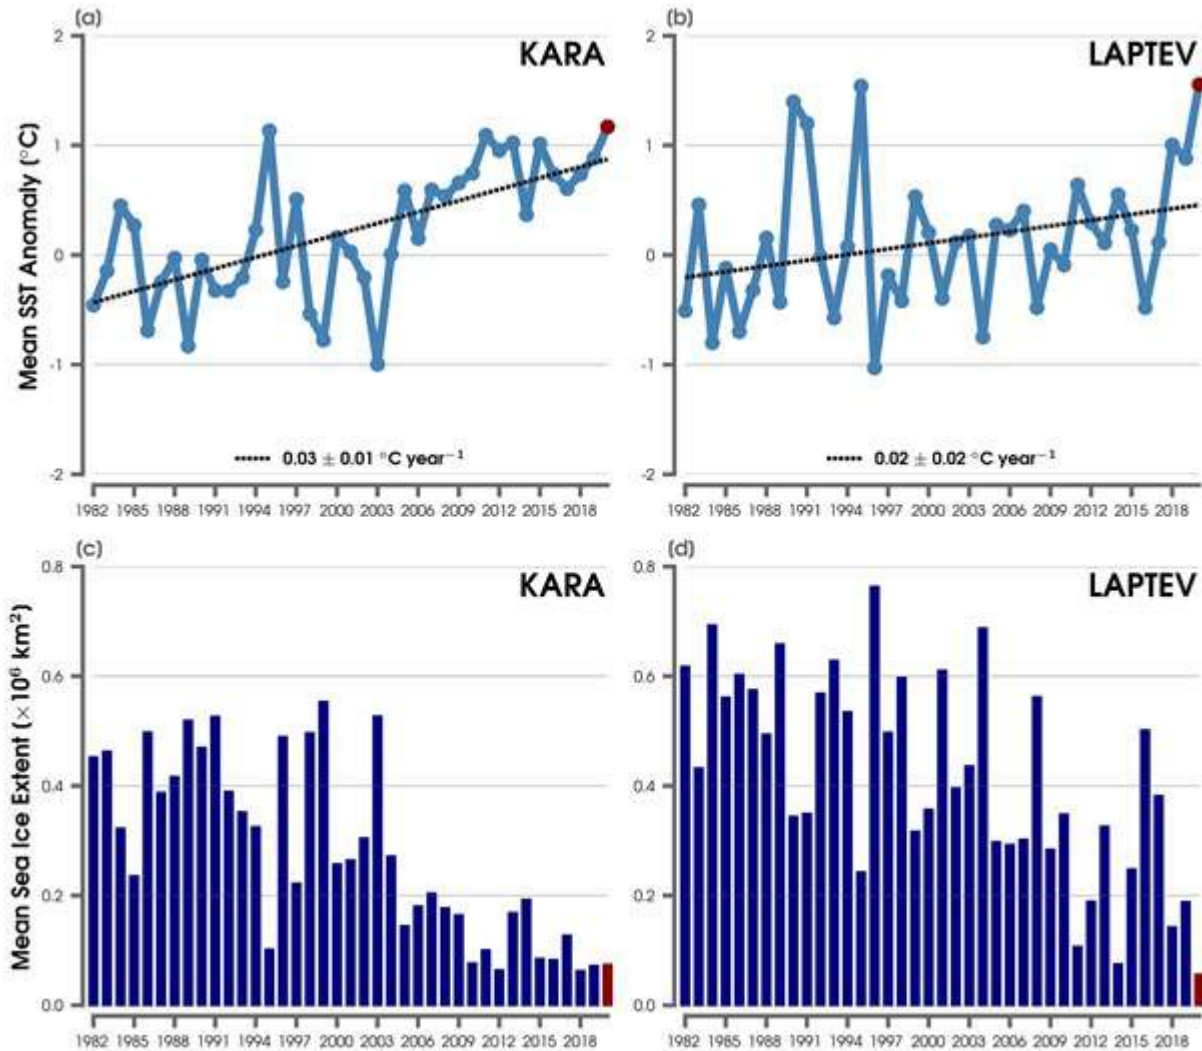 (a)
KARA
Mean SST Anomaly (°C)
2
1
0
-1
-2
0.03 ± 0.01 °C year⁻¹
1982 1985 1988 1991 1994 1997 2000 2003 2006 2009 2012 2015 2018
(b)
LAPTEV
2
1
0
-1
-2
0.02 ± 0.02 °C year⁻¹
1982 1985 1988 1991 1994 1997 2000 2003 2006 2009 2012 2015 2018
(c)
KARA
Mean Sea Ice Extent (×10⁶ km²)
0.8
0.6
0.4
0.2
0.0
1982 1985 1988 1991 1994 1997 2000 2003 2006 2009 2012 2015 2018
(d)
LAPTEV
0.8
0.6
0.4
0.2
0.0
1982 1985 1988 1991 1994 1997 2000 2003 2006 2009 2012 2015 2018